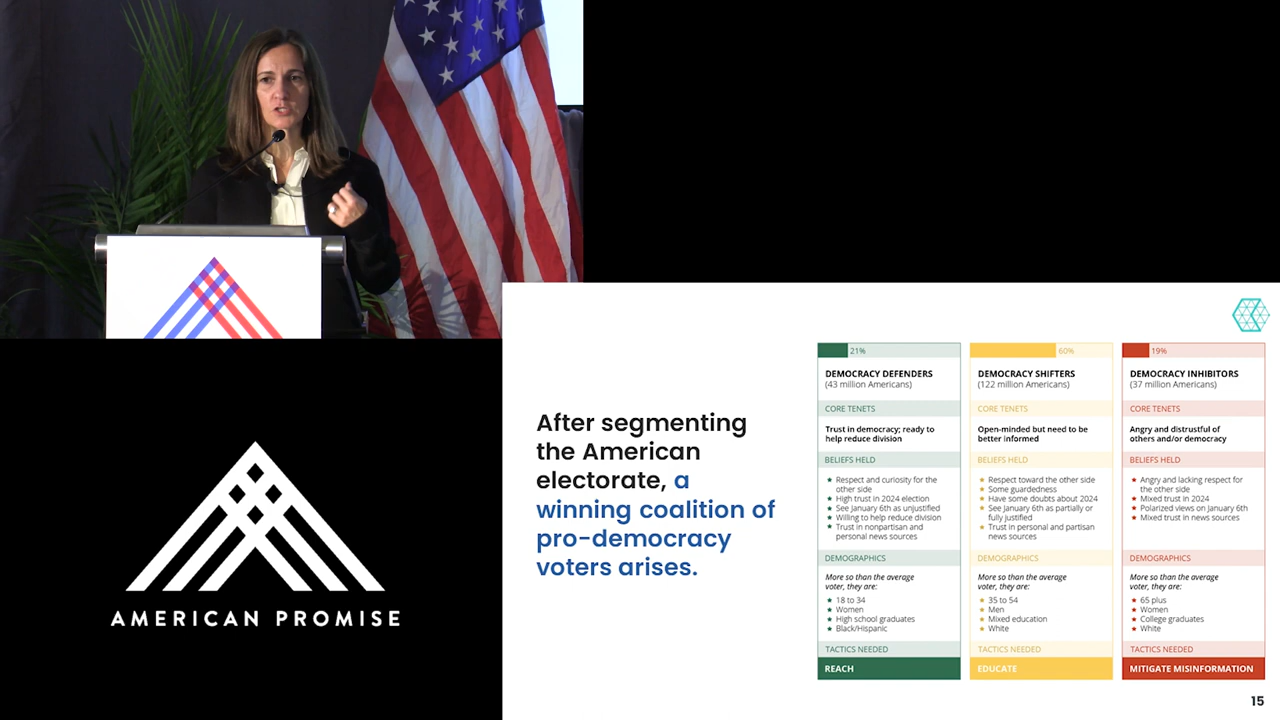 AMERICAN PROMISE
After segmenting
the American
electorate, a
winning coalition of
pro-democracy
voters arises.
21%
DEMOCRACY DEFENDERS
(43 million Americans)
CORE TENETS
Trust in democracy; ready to
help reduce division
BELIEFS HELD
★ Respect and curiosity for the
other side
★ High trust in 2024 election
★ See January 6th as unjustified
★ Willing to help reduce division
★ Trust in nonpartisan and
personal news sources
DEMOGRAPHICS
More so than the average
voter, they are:
★ 18 to 34
★ Women
★ High school graduates
★ Black/Hispanic
TACTICS NEEDED
REACH
60%
DEMOCRACY SHIFTERS
(122 million Americans)
CORE TENETS
Open-minded but need to be
better informed
BELIEFS HELD
★ Respect toward the other side
★ Some guardedness
★ Have some doubts about 2024
★ See January 6th as partially or
fully justified
★ Trust in personal and partisan
news sources
DEMOGRAPHICS
More so than the average
voter, they are:
★ 35 to 54
★ Men
★ Mixed education
★ White
TACTICS NEEDED
EDUCATE
19%
DEMOCRACY INHIBITORS
(37 million Americans)
CORE TENETS
Angry and distrustful of
others and/or democracy
BELIEFS HELD
★ Angry and lacking respect for
the other side
★ Mixed trust in 2024
★ Polarized views on January 6th
★ Mixed trust in news sources
DEMOGRAPHICS
More so than the average
voter, they are:
★ 65 plus
★ Women
★ College graduates
★ White
TACTICS NEEDED
MITIGATE MISINFORMATION
15